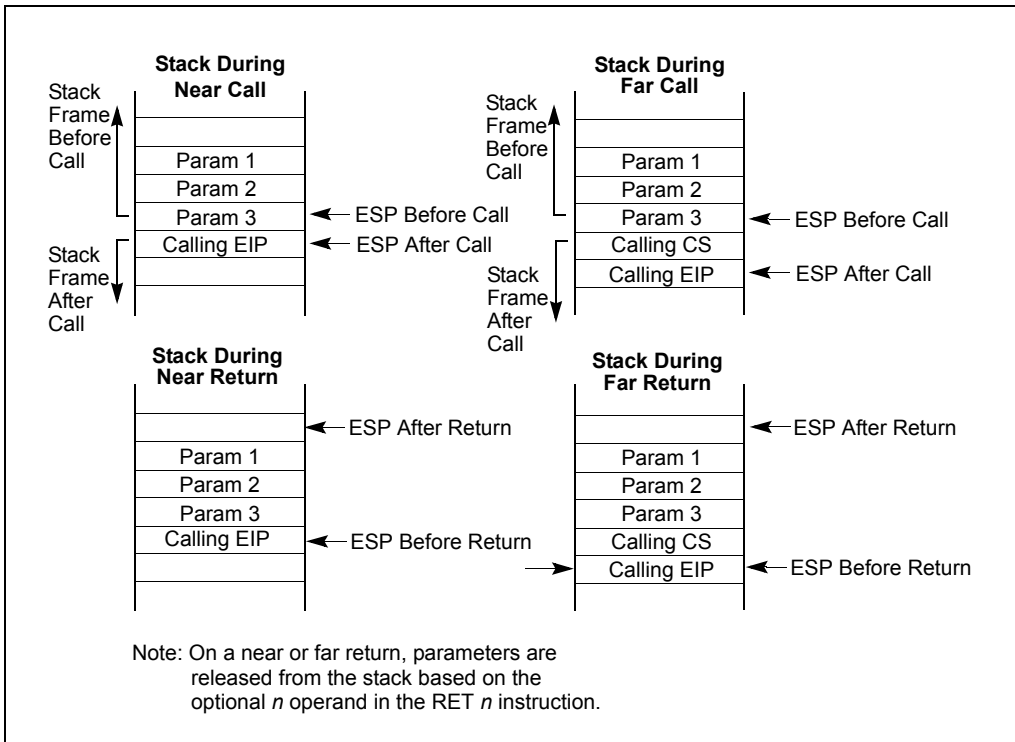 Stack During
Near Call
Stack
Frame
Before
Call
Param 1
Param 2
Param 3
ESP Before Call
Calling EIP
ESP After Call
Stack
Frame
After
Call
Stack During
Far Call
Stack
Frame
Before
Call
Param 1
Param 2
Param 3
ESP Before Call
Calling CS
Calling EIP
ESP After Call
Stack
Frame
After
Call
Stack During
Near Return
ESP After Return
Param 1
Param 2
Param 3
Calling EIP
ESP Before Return
Stack During
Far Return
ESP After Return
Param 1
Param 2
Param 3
Calling CS
Calling EIP
ESP Before Return
Note: On a near or far return, parameters are
released from the stack based on the
optional n operand in the RET n instruction.